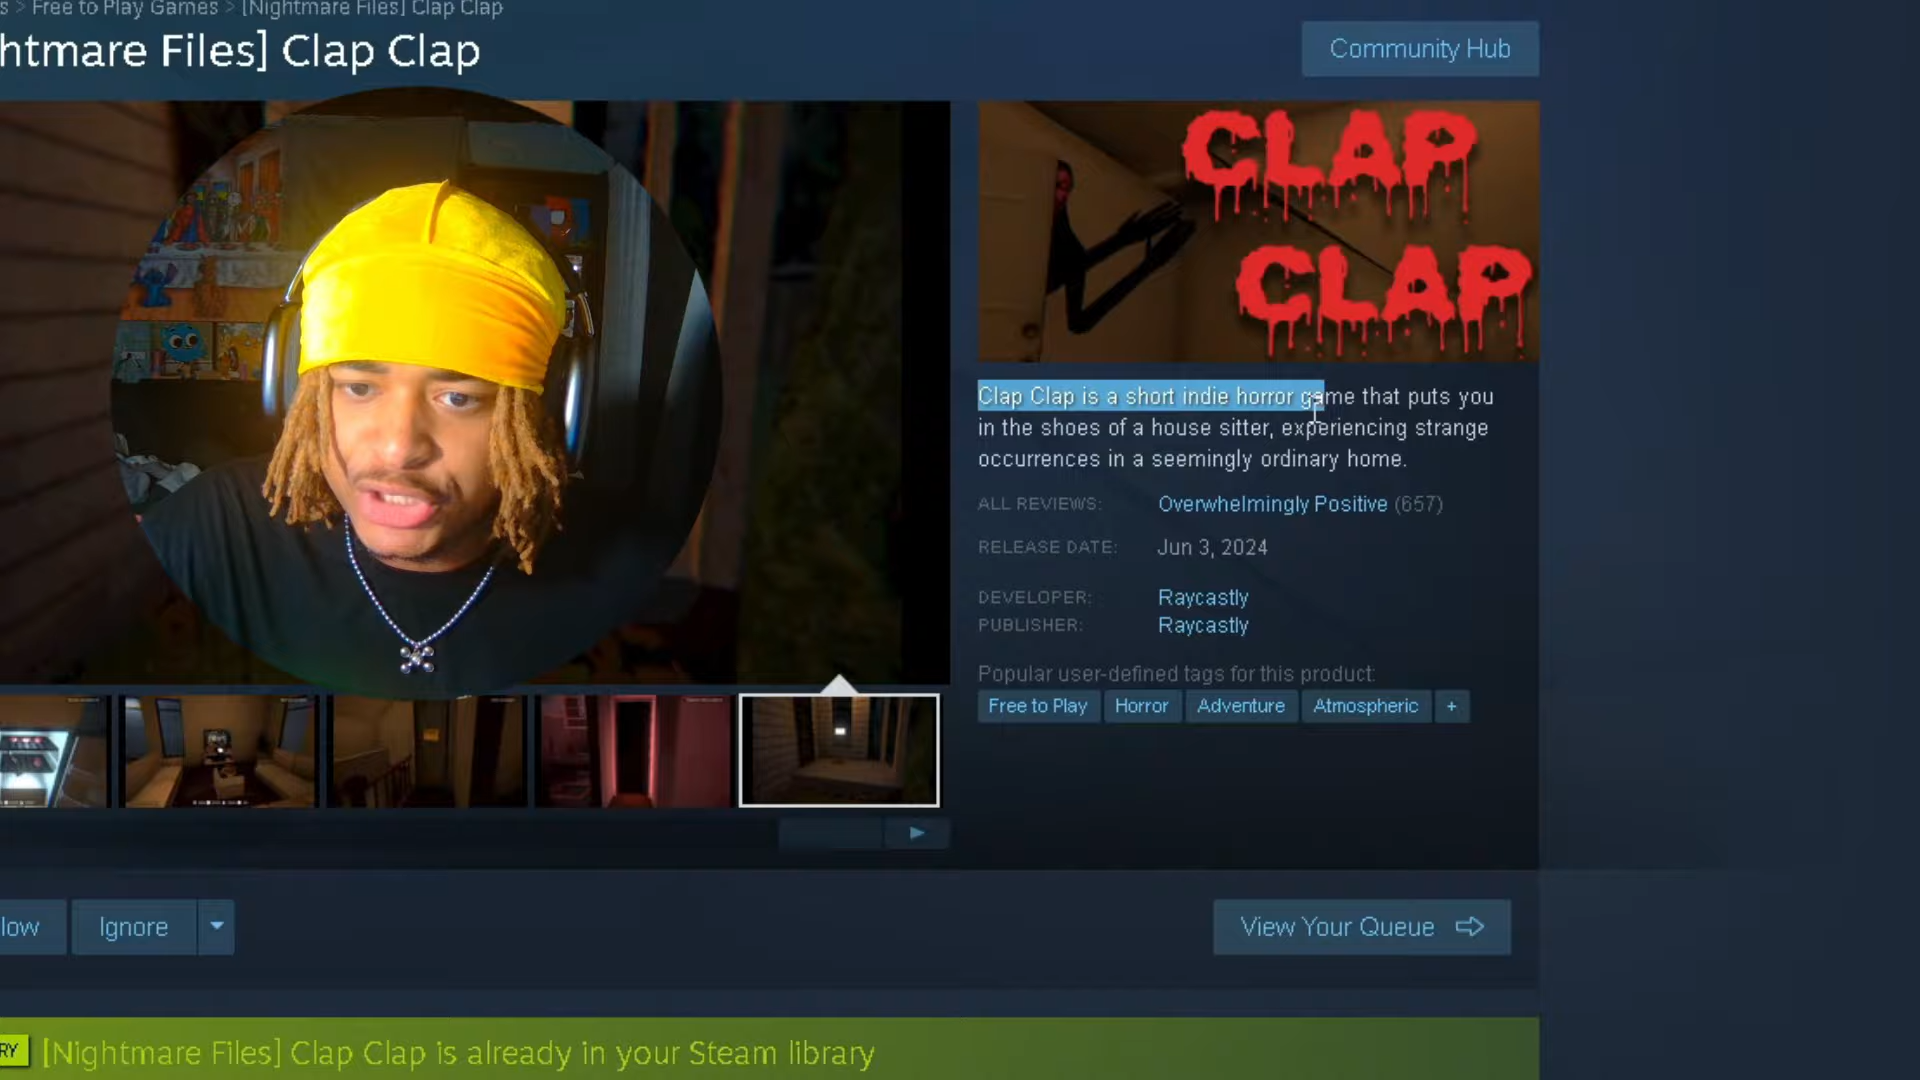 s > Free to Play Games > [Nightmare Files] Clap Clap
htmare Files] Clap Clap
Community Hub
CLAP
CLAP
Clap Clap is a short indie horror game that puts you
in the shoes of a house sitter, experiencing strange
occurrences in a seemingly ordinary home.
ALL REVIEWS: Overwhelmingly Positive (657)
RELEASE DATE: Jun 3, 2024
DEVELOPER: Raycastly
PUBLISHER: Raycastly
Popular user-defined tags for this product:
Free to Play Horror Adventure Atmospheric +
low Ignore
View Your Queue
RY [Nightmare Files] Clap Clap is already in your Steam library